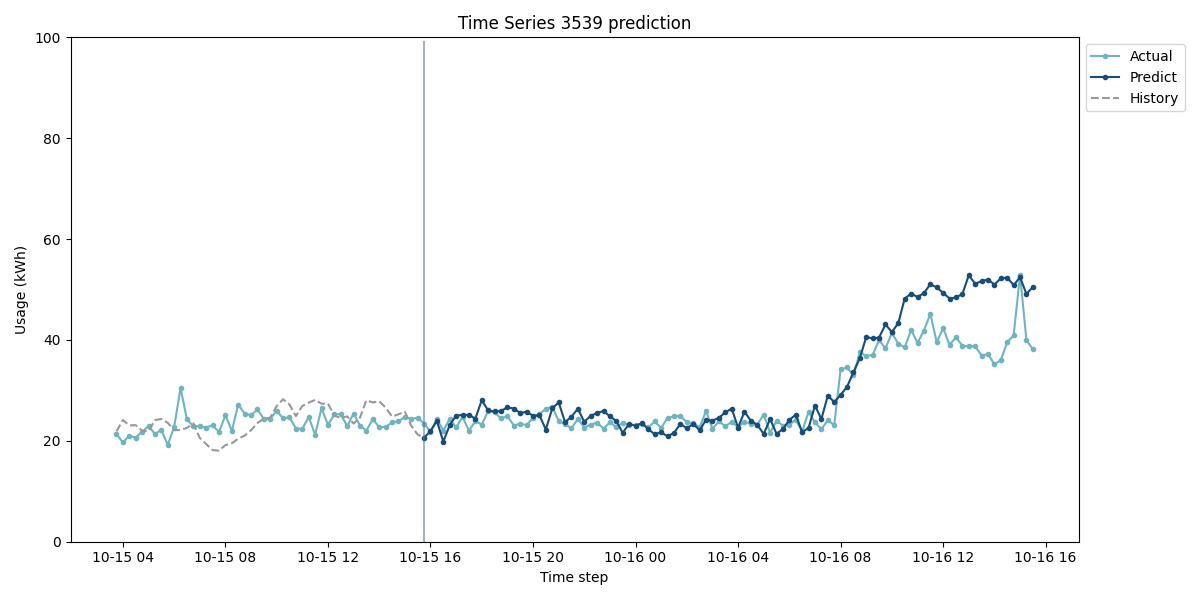 Time Series 3539 prediction
100
80
60
40
20
0
Usage (kWh)
10-15 04
10-15 08
10-15 12
10-15 16
10-15 20
10-16 00
10-16 04
10-16 08
10-16 12
10-16 16
Time step
Actual
Predict
History